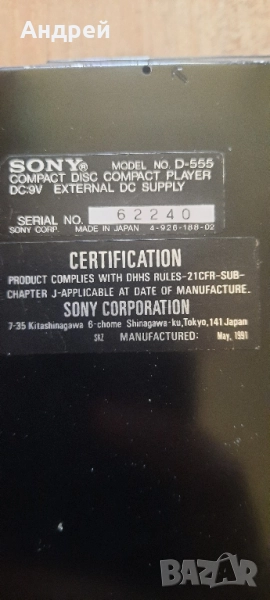 Андрей
SONY® MODEL NO. D-555
COMPACT DISC COMPACT PLAYER
DC:9V EXTERNAL DC SUPPLY
SERIAL NO. 62240
SONY CORP. MADE IN JAPAN 4-926-188-02
CERTIFICATION
PRODUCT COMPLIES WITH DHHS RULES-21CFR-SUB-
CHAPTER J-APPLICABLE AT DATE OF MANUFACTURE.
SONY CORPORATION
7-35 Kitashinagawa 6-chome Shinagawa-ku,Tokyo,141 Japan
MANUFACTURED: May, 1991
bazar.bg